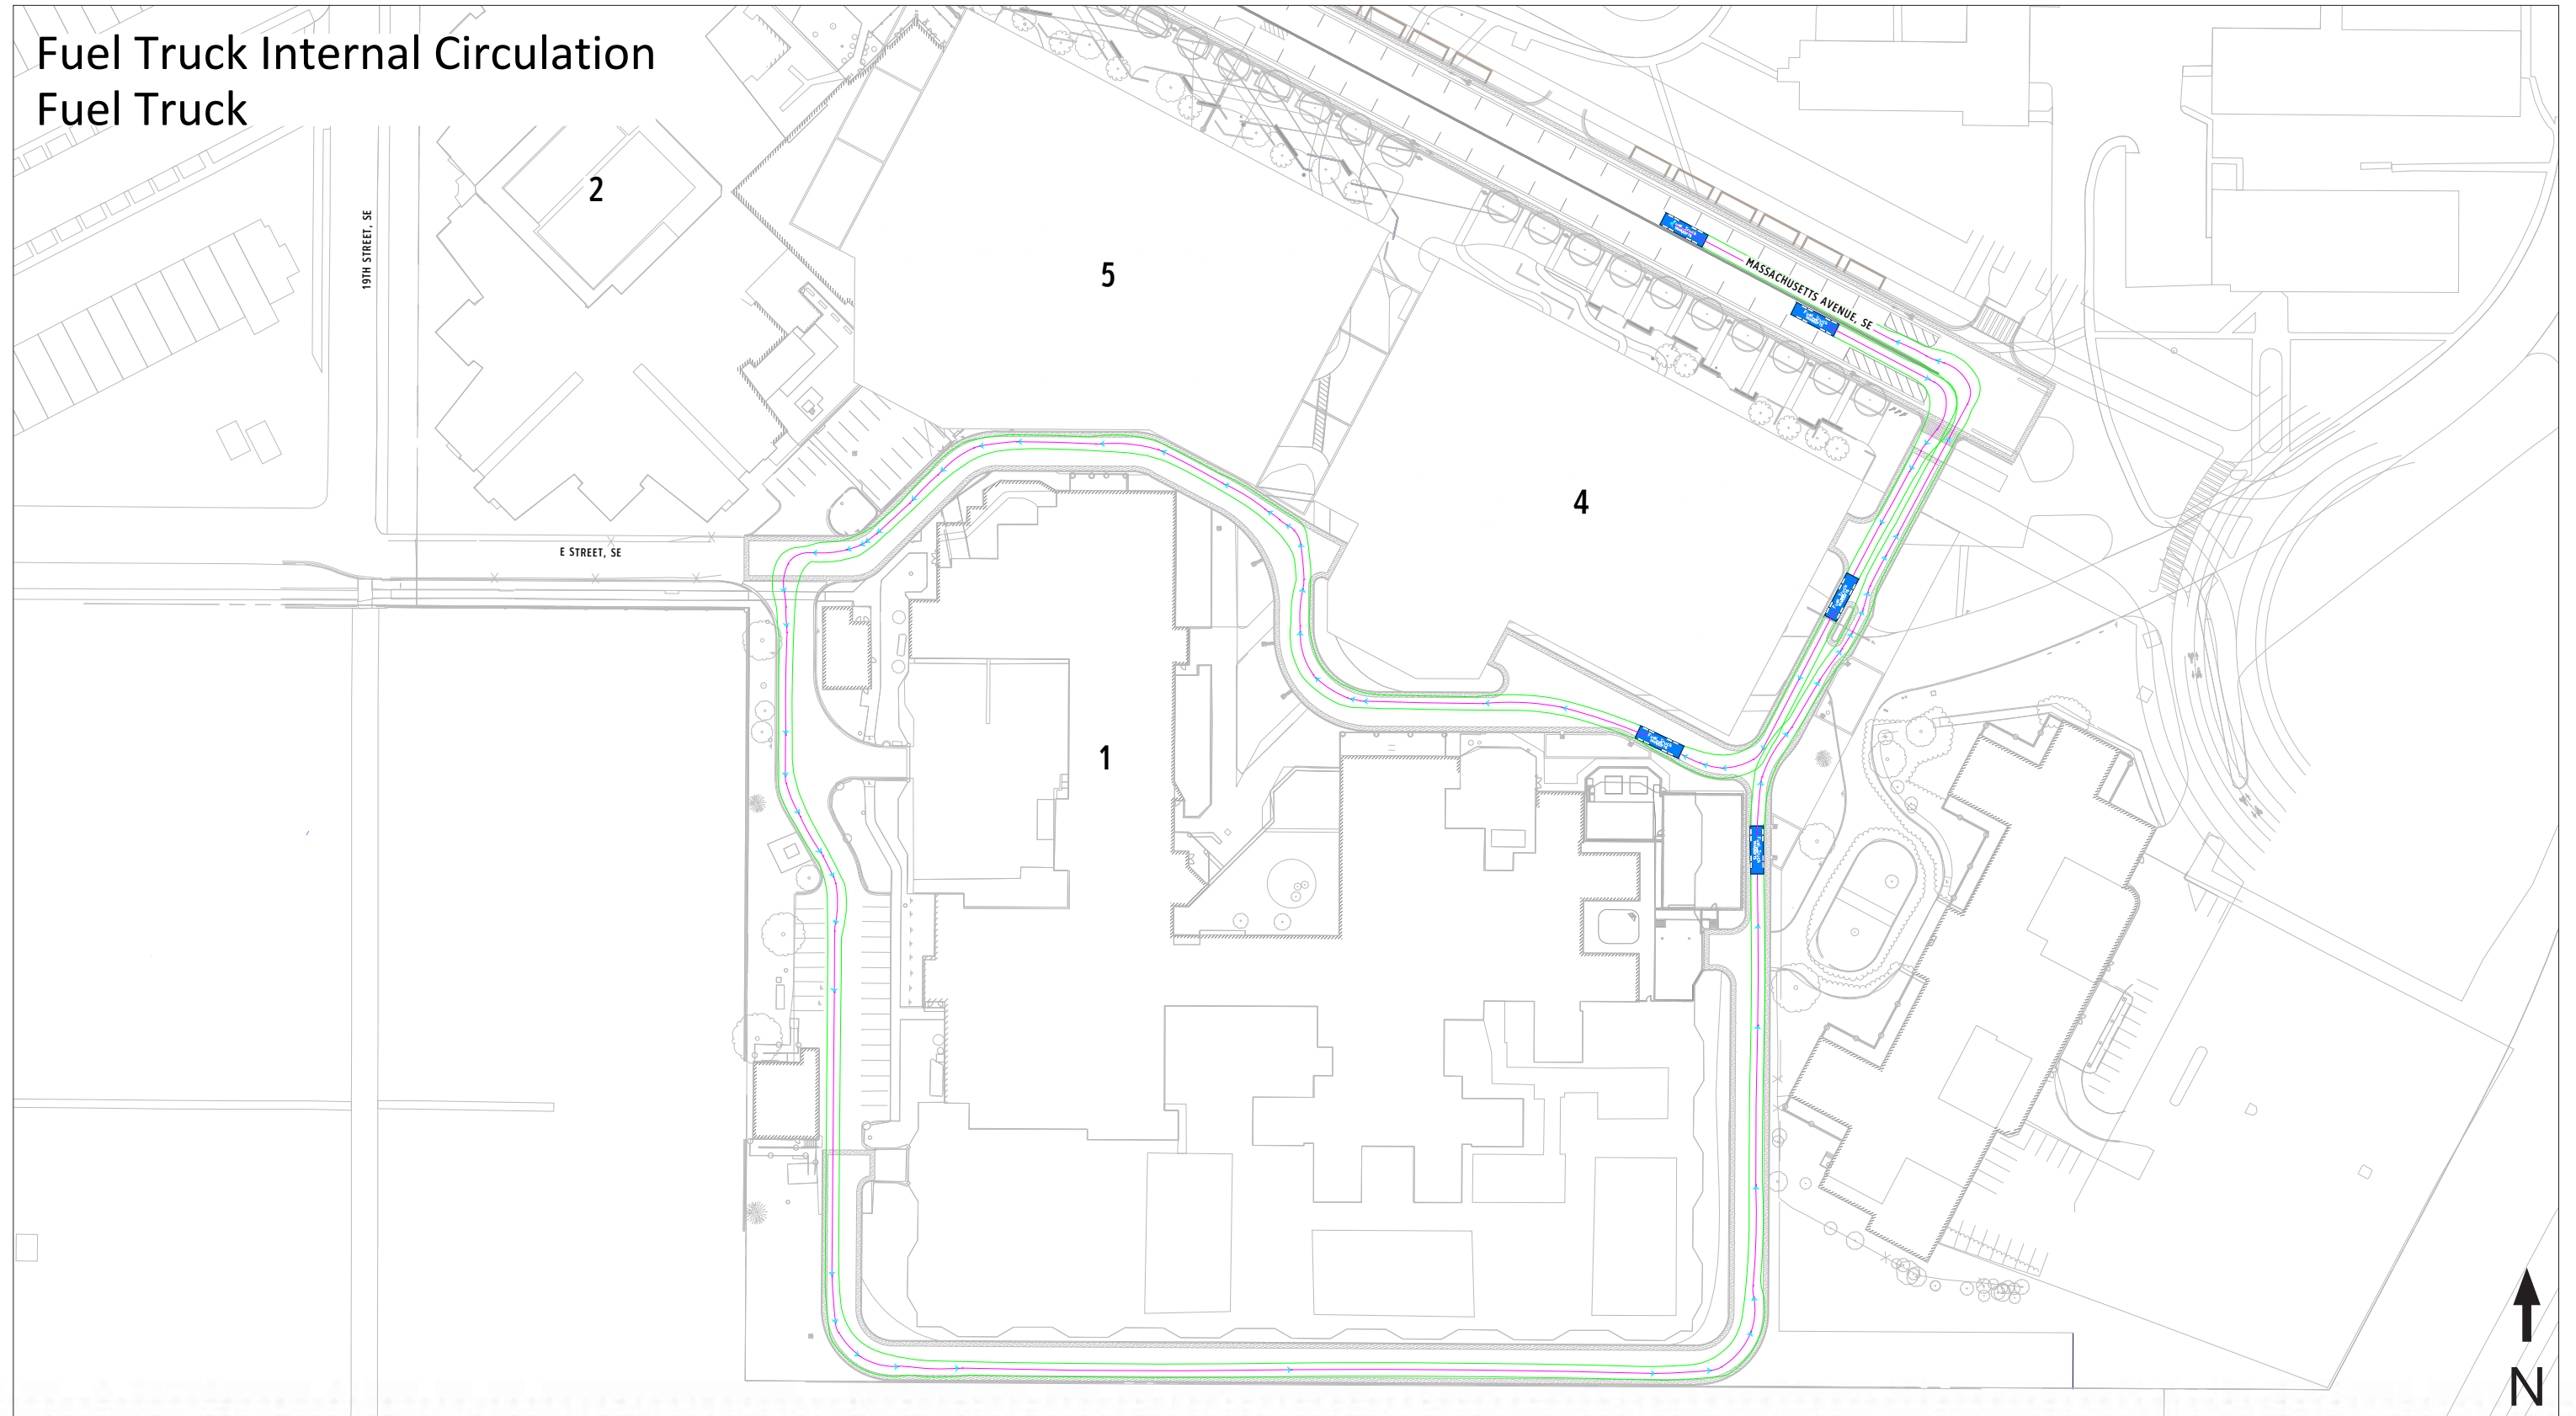 Fuel Truck Internal Circulation
Fuel Truck
2
19TH STREET, SE
5
MASSACHUSETTS AVENUE, SE
4
E STREET, SE
1
N